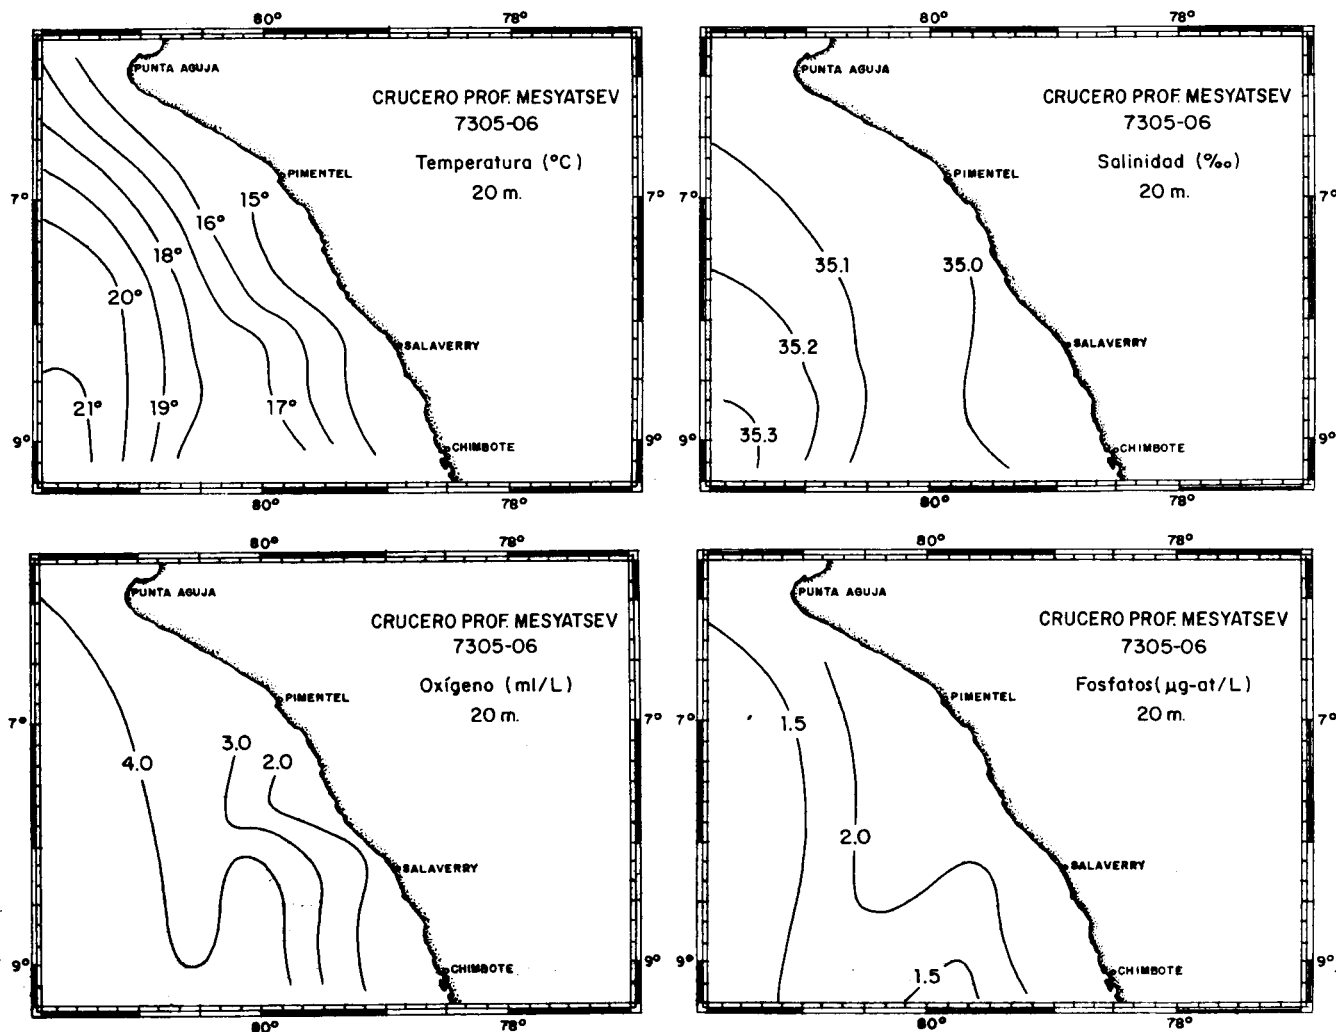 80° 78°
PUNTA AGUJA
CRUCERO PROF. MESYATSEV
7305-06
Temperatura (°C)
20 m.
PIMENTEL
7° 7°
15°
16°
18°
20°
SALAVERRY
21° 19° 17°
9° 9°
CHIMBOTE
80° 78°
80° 78°
PUNTA AGUJA
CRUCERO PROF. MESYATSEV
7305-06
Salinidad (‰)
20 m.
PIMENTEL
7° 7°
35.1 35.0
35.2
SALAVERRY
35.3
9° 9°
CHIMBOTE
80° 78°
80° 78°
PUNTA AGUJA
CRUCERO PROF. MESYATSEV
7305-06
Oxígeno (ml/L)
20 m.
PIMENTEL
7° 7°
4.0 3.0 2.0
SALAVERRY
9° 9°
CHIMBOTE
80° 78°
80° 78°
PUNTA AGUJA
CRUCERO PROF. MESYATSEV
7305-06
Fosfatos (µg-at/L)
20 m.
PIMENTEL
7° 7°
1.5
2.0
SALAVERRY
1.5
9° 9°
CHIMBOTE
80° 78°